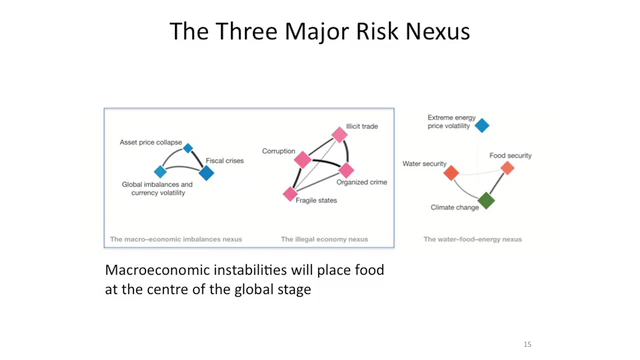 The Three Major Risk Nexus
Asset price collapse
Fiscal crises
Global imbalances and
currency volatility
The macro–economic imbalances nexus
Illicit trade
Corruption
Organized crime
Fragile states
The illegal economy nexus
Extreme energy
price volatility
Food security
Water security
Climate change
The water–food–energy nexus
Macroeconomic instabilities will place food
at the centre of the global stage
15